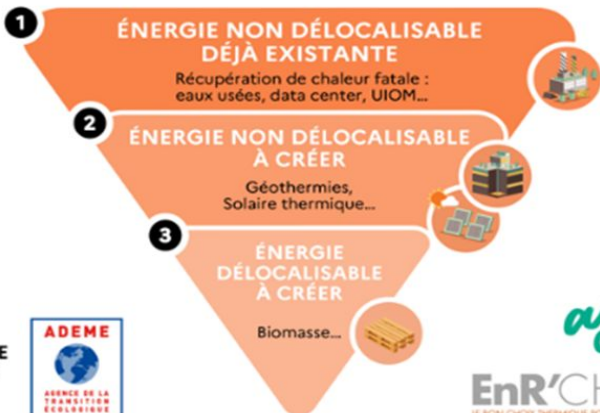 1
ÉNERGIE NON DÉLOCALISABLE
DÉJÀ EXISTANTE
Récupération de chaleur fatale :
eaux usées, data center, UIOM...
2
ÉNERGIE NON DÉLOCALISABLE
À CRÉER
Géothermies,
Solaire thermique...
3
ÉNERGIE
DÉLOCALISABLE
À CRÉER
Biomasse...
ADEME
AGENCE DE LA
TRANSITION
ÉCOLOGIQUE
EnR'CH